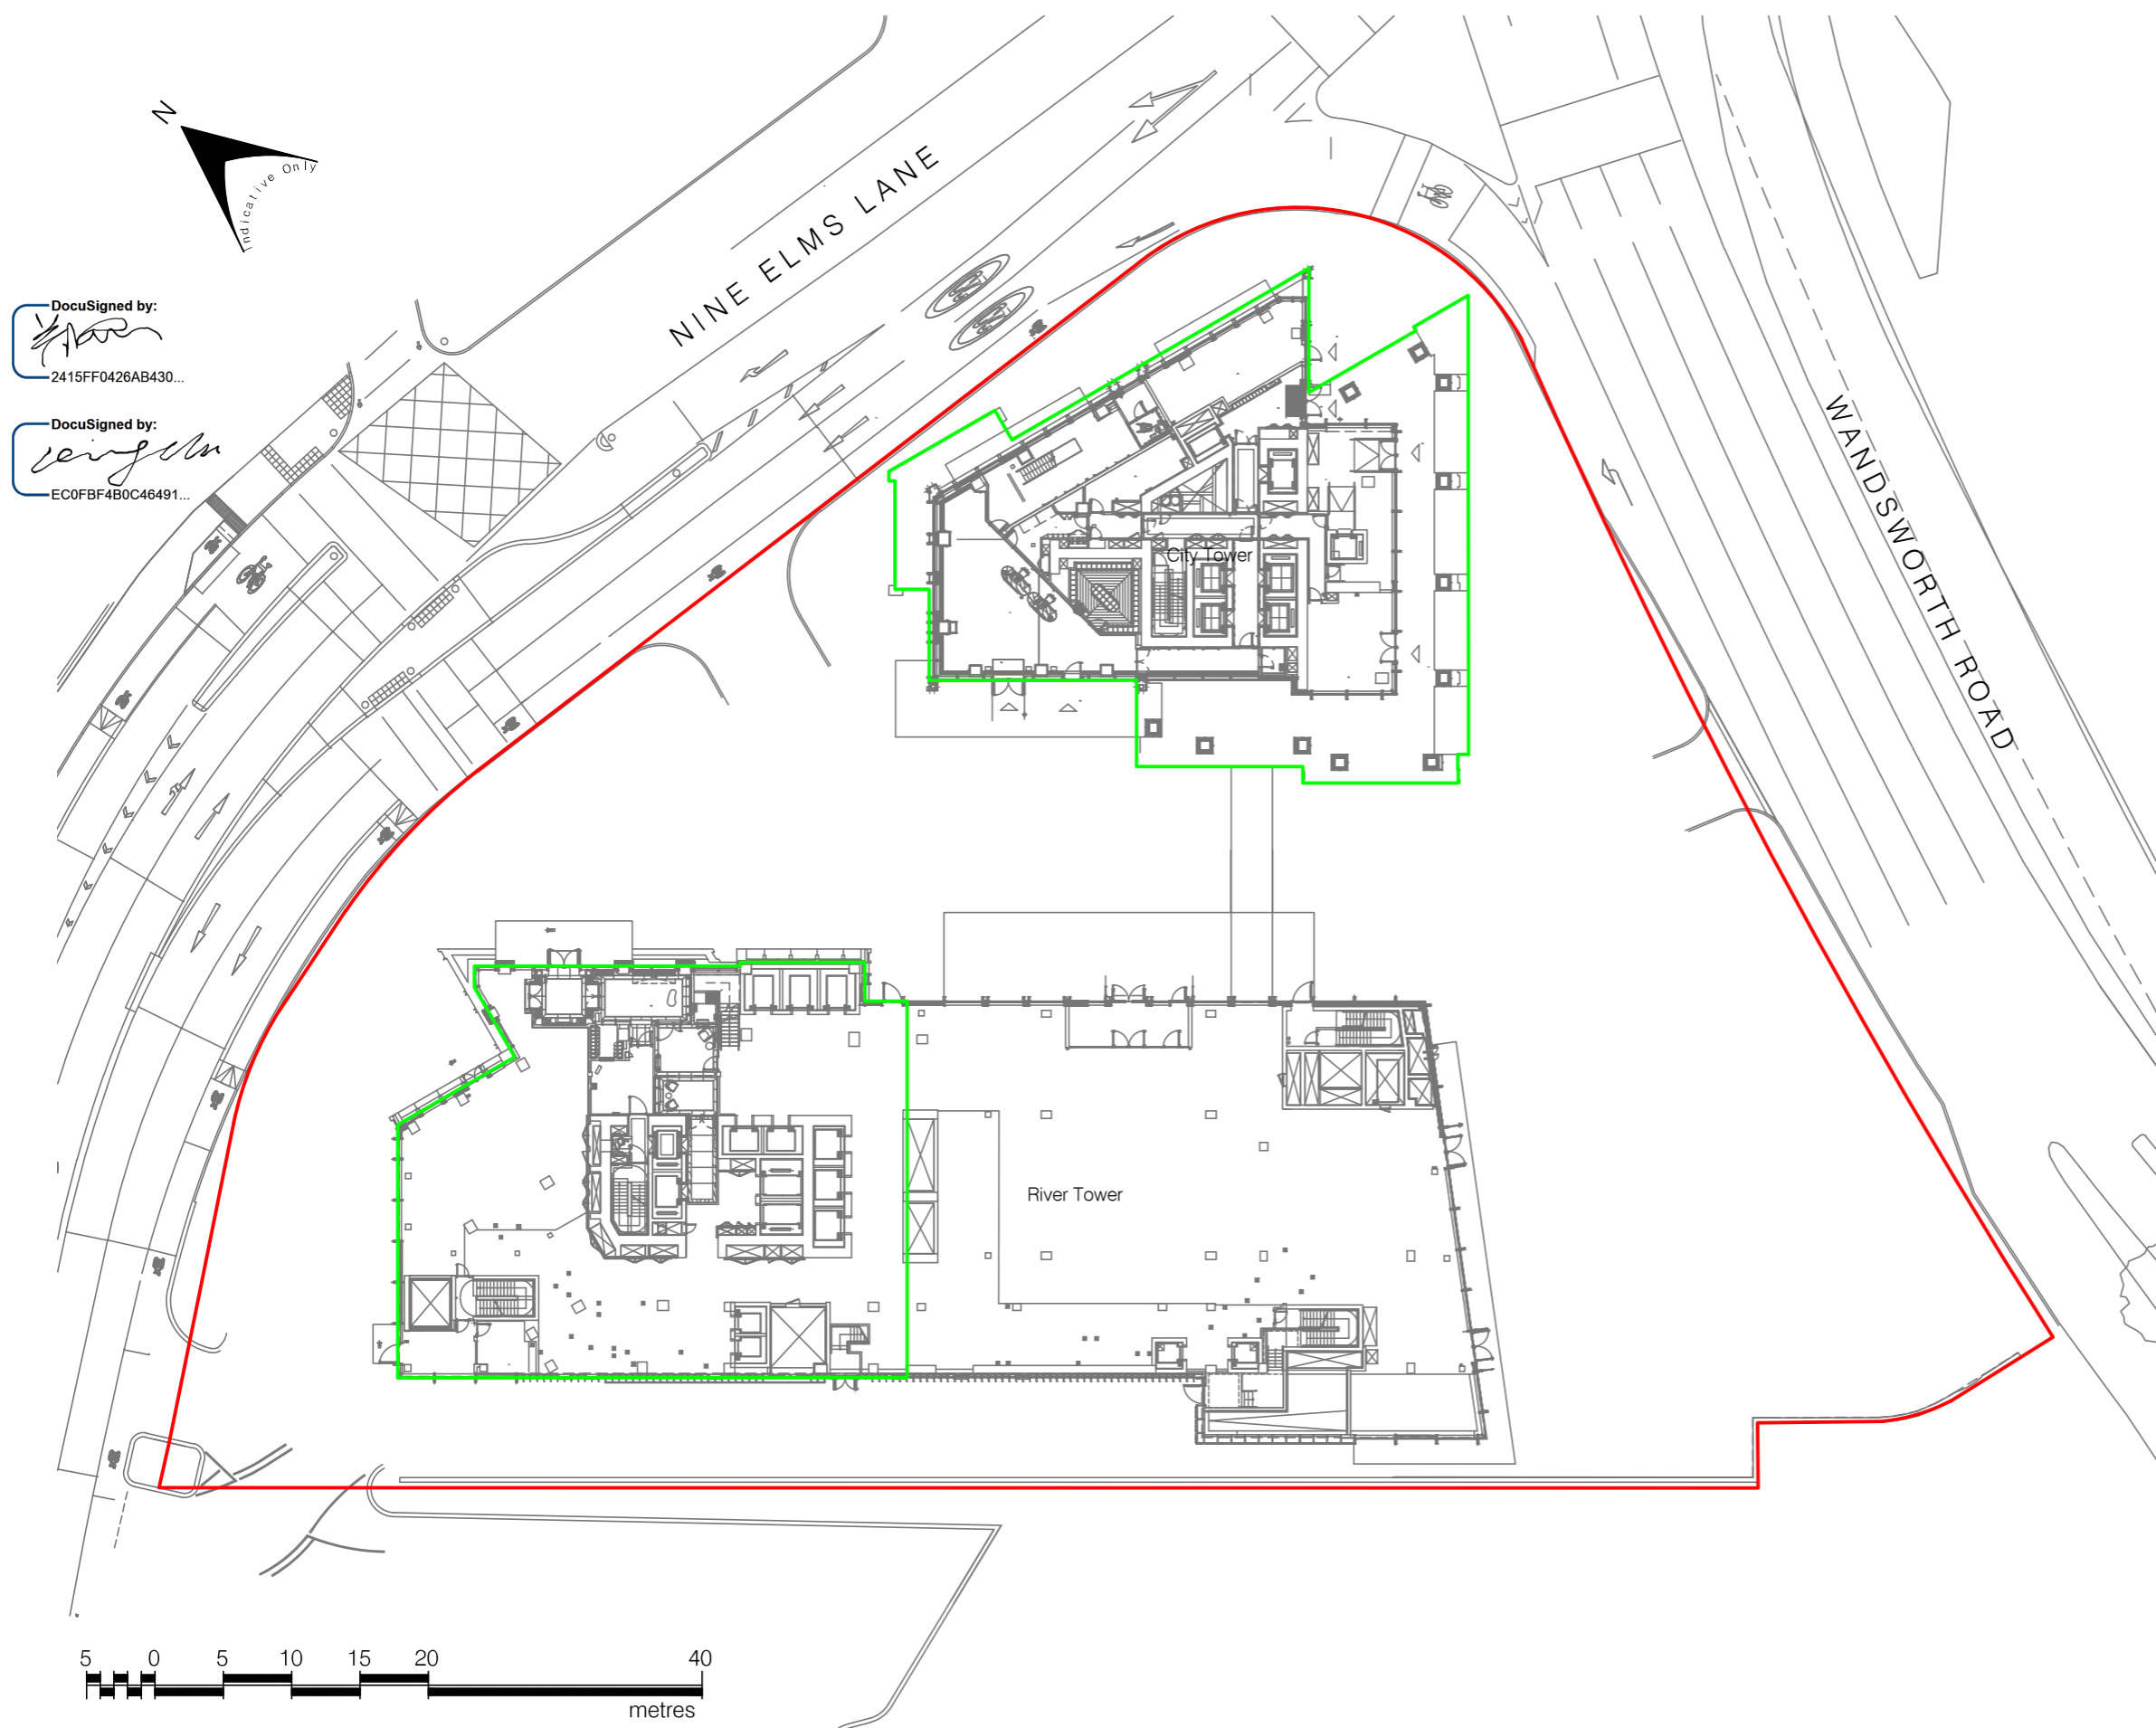 N
Indicative Only
NINE ELMS LANE
DocuSigned by:
2415FF0426AB430...
DocuSigned by:
EC0FBF4B0C46491...
WANDSWORTH ROAD
City Tower
River Tower
5 0 5 10 15 20 40
metres